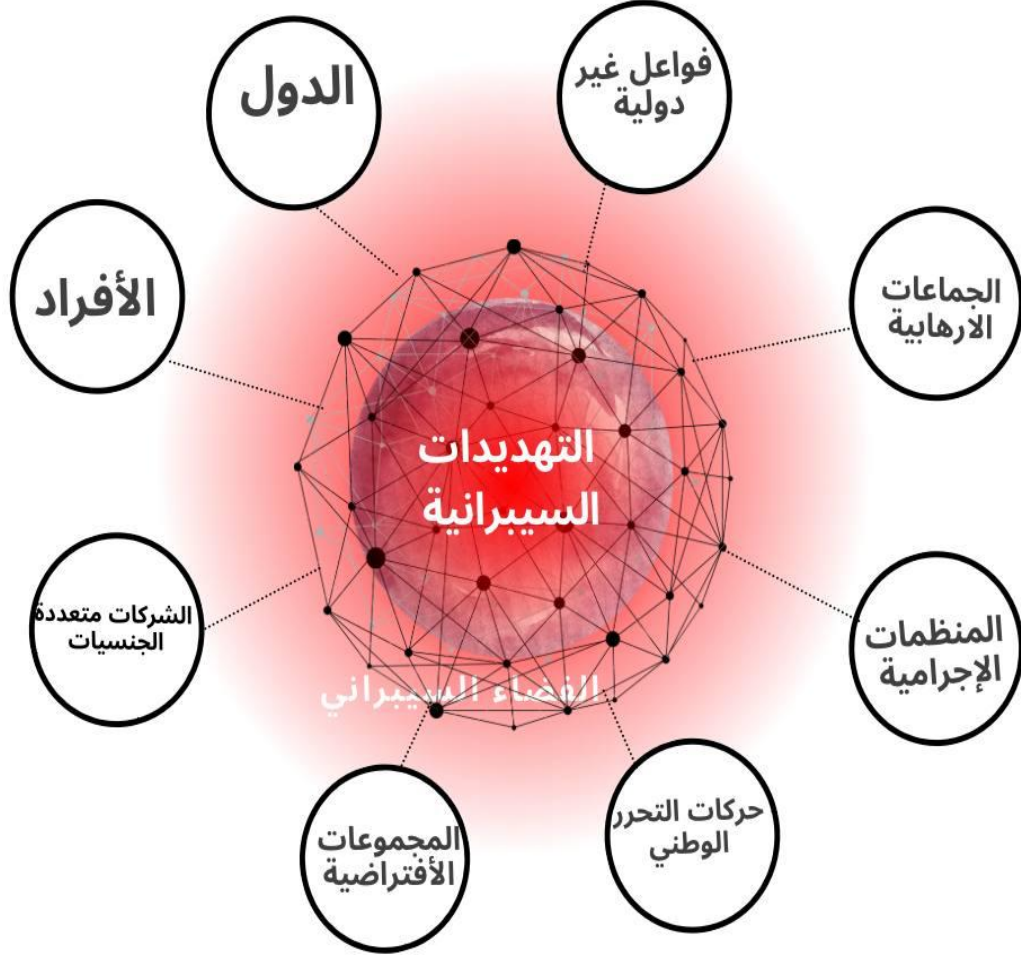 الدول
فواعل غير
دولية
الأفراد
الجماعات
الارهابية
التهديدات
السيبرانية
الشركات متعددة
الجنسيات
المنظمات
الإجرامية
الفضاء السيبراني
المجموعات
الأفتراضية
حركات التحرر
الوطني